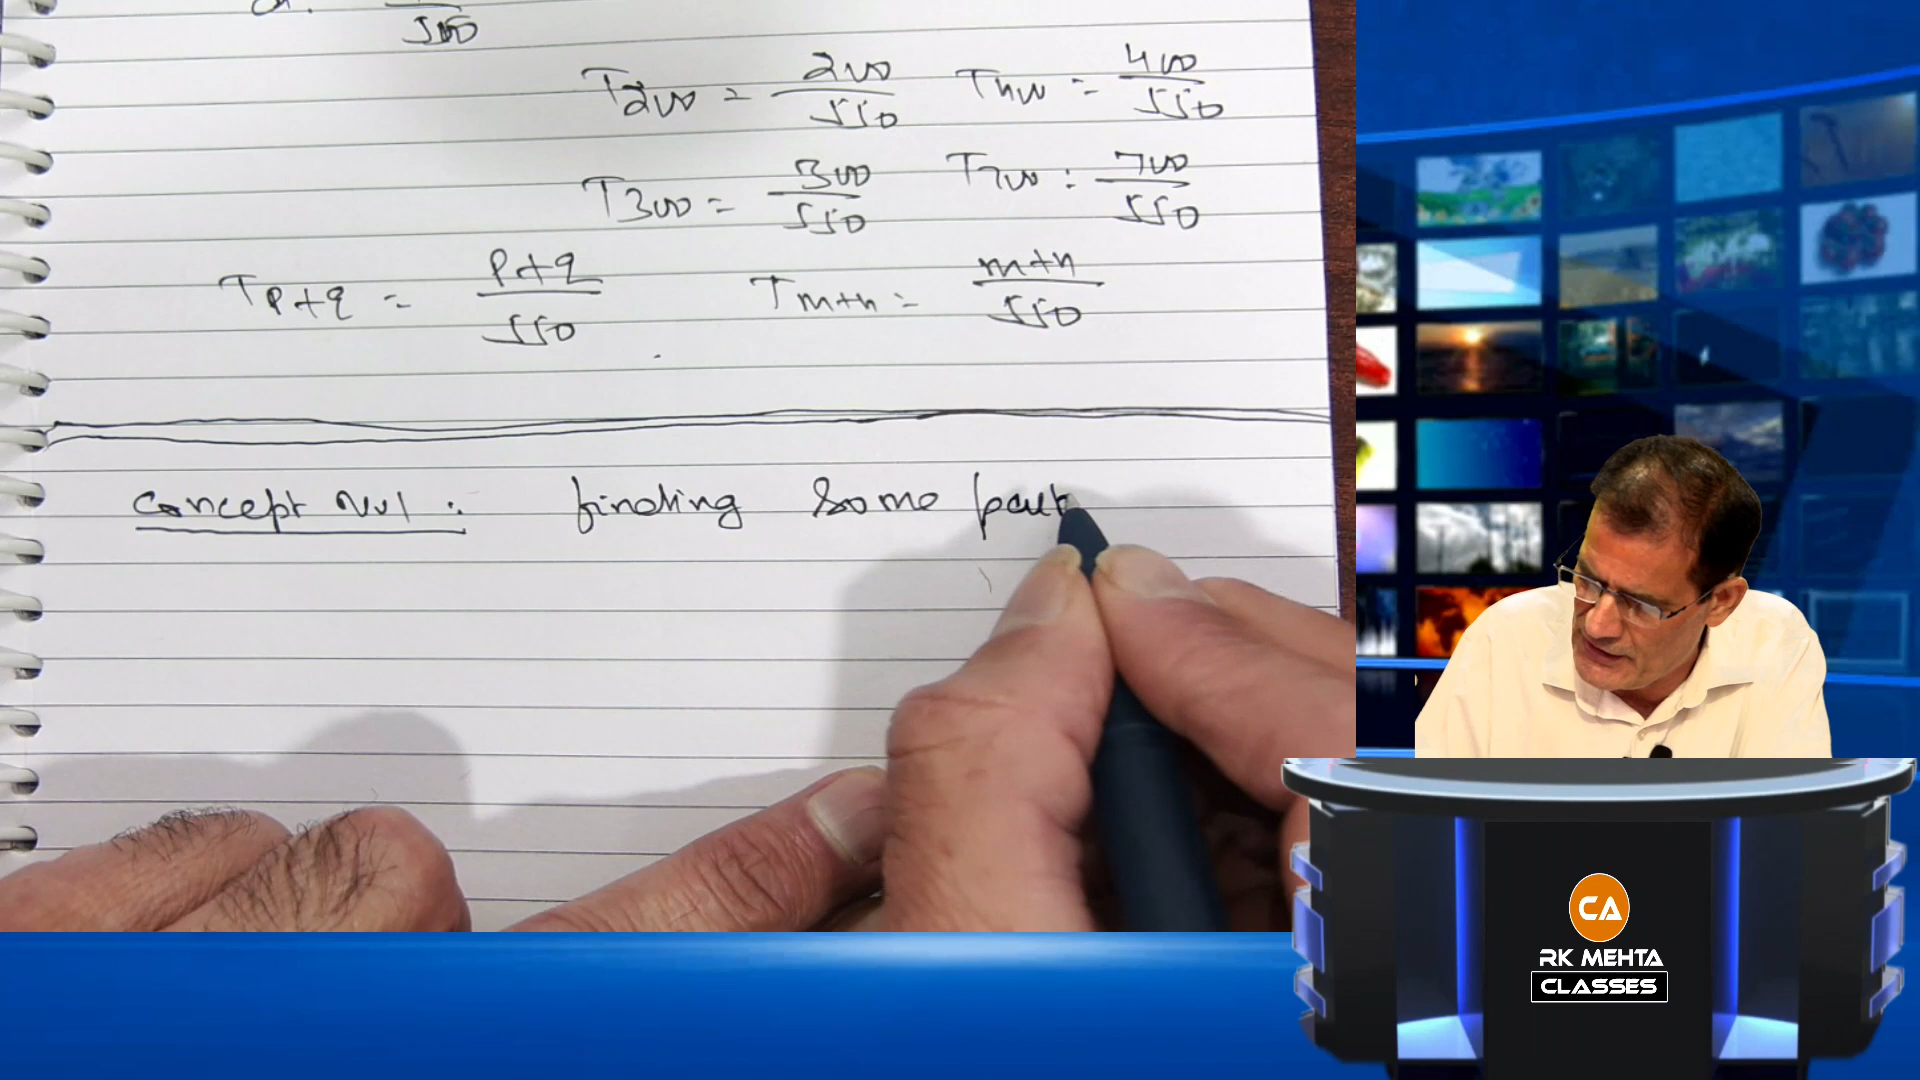 T200 = 200/550 T400 = 400/550
T300 = 300/550 T700 : 700/550
Tp+q = p+q/550 Tm+n = m+n/550
Concept No1 : finding some part
CA
RK MEHTA
CLASSES